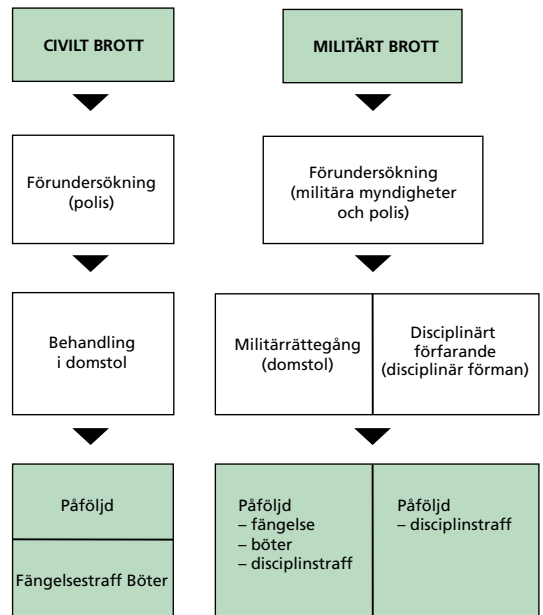 CIVILT BROTT
Förundersökning
(polis)
Behandling
i domstol
Påföljd
Fängelsestraff Böter
MILITÄRT BROTT
Förundersökning
(militära myndigheter
och polis)
Militärrättegång
(domstol)
Disciplinärt
förfarande
(disciplinär förman)
Påföljd
– fängelse
– böter
– disciplinstraff
Påföljd
– disciplinstraff